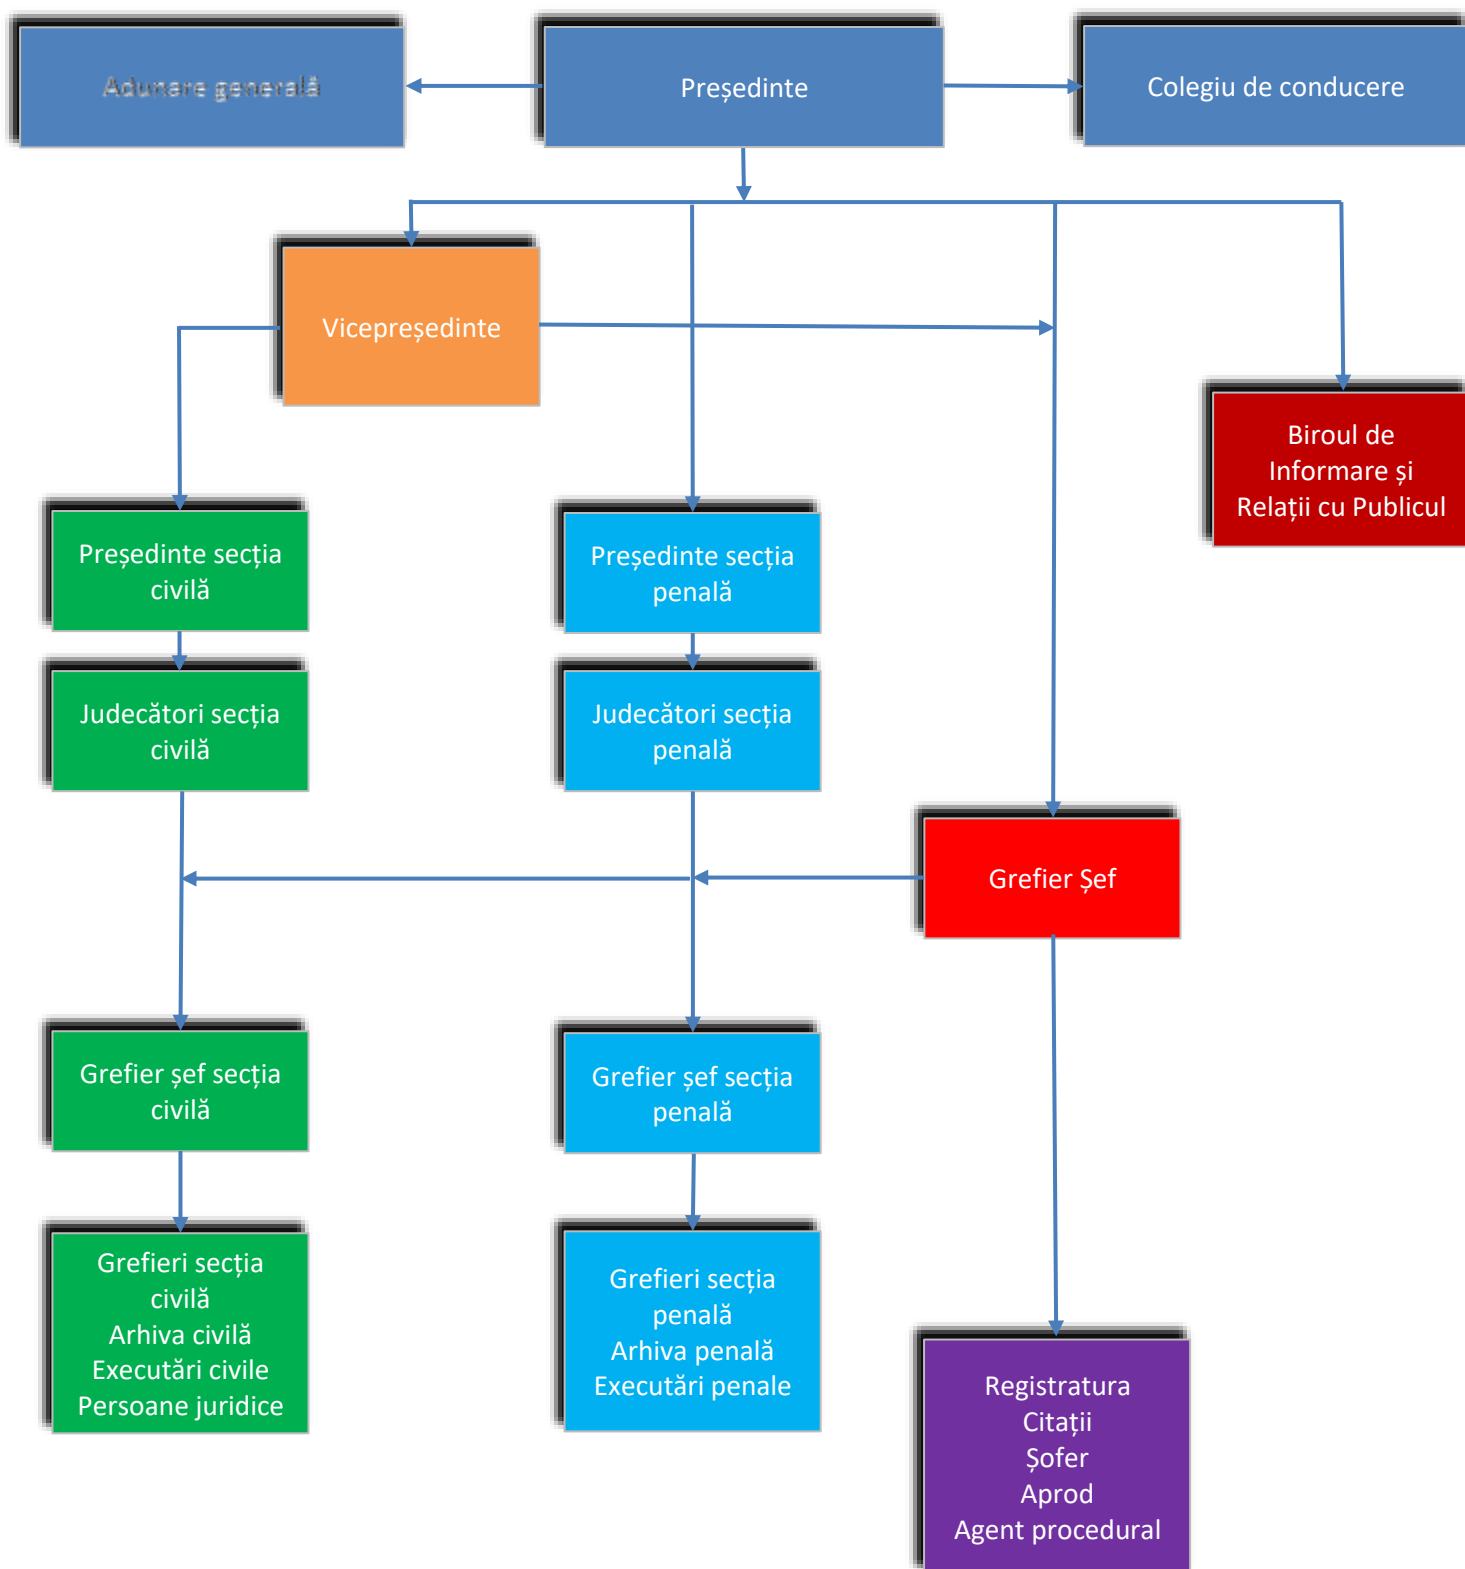 Adunare generală
Președinte
Colegiu de conducere
Vicepreședinte
Biroul de
Informare și
Relații cu Publicul
Președinte secția
civilă
Președinte secția
penală
Judecători secția
civilă
Judecători secția
penală
Grefier Șef
Grefier șef secția
civilă
Grefier șef secția
penală
Grefieri secția
civilă
Arhiva civilă
Executări civile
Persoane juridice
Grefieri secția
penală
Arhiva penală
Executări penale
Registratura
Citații
Șofer
Aprod
Agent procedural